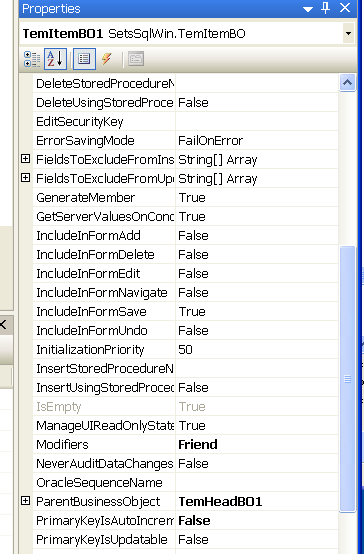 Properties
TemItemBO1 SetsSqlWin.TemItemBO
DeleteStoredProcedureN
DeleteUsingStoredProce False
EditSecurityKey
ErrorSavingMode FailOnError
FieldsToExcludeFromIns String[] Array
FieldsToExcludeFromUpd String[] Array
GenerateMember True
GetServerValuesOnConc True
IncludeInFormAdd False
IncludeInFormDelete False
IncludeInFormEdit False
IncludeInFormNavigate False
IncludeInFormSave True
IncludeInFormUndo False
InitializationPriority 50
InsertStoredProcedureN
InsertUsingStoredProced False
IsEmpty True
ManageUIReadOnlyState True
Modifiers Friend
NeverAuditDataChanges False
OracleSequenceName
ParentBusinessObject TemHeadBO1
PrimaryKeyIsAutoIncrem False
PrimaryKeyIsUpdatable False